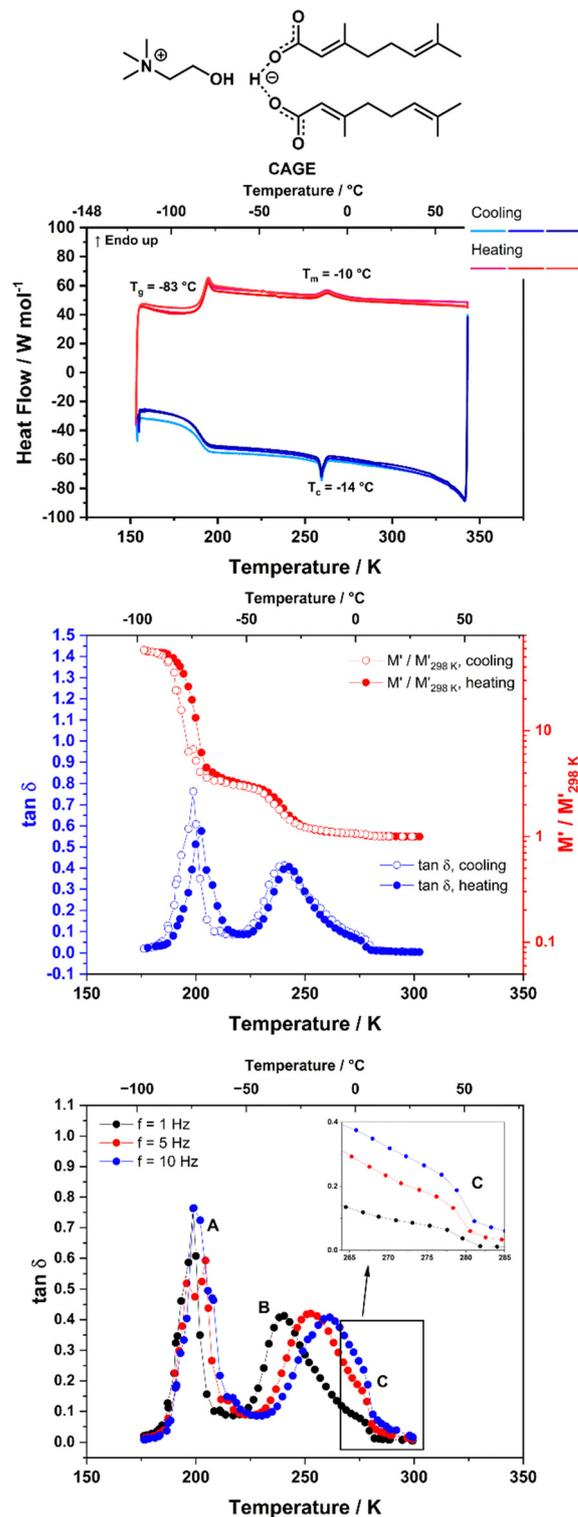 O
O
N
⊕
OH
H
⊖
O
O
CAGE
Temperature / °C
-148 -100 -50 0 50
↑ Endo up
Cooling
Heating
Tg = -83 °C
Tm = -10 °C
Tc = -14 °C
Heat Flow / W mol-1
100
80
60
40
20
0
-20
-40
-60
-80
-100
150 200 250 300 350
Temperature / K
Temperature / °C
-100 -50 0 50
M' / M'298 K, cooling
M' / M'298 K, heating
tan δ, cooling
tan δ, heating
tan δ
1.5
1.4
1.3
1.2
1.1
1.0
0.9
0.8
0.7
0.6
0.5
0.4
0.3
0.2
0.1
0.0
-0.1
M' / M'298 K
10
1
0.1
150 200 250 300 350
Temperature / K
Temperature / °C
−100 −50 0 50
f = 1 Hz
f = 5 Hz
f = 10 Hz
A
B
C
tan δ
1.1
1.0
0.9
0.8
0.7
0.6
0.5
0.4
0.3
0.2
0.1
0.0
0.4
0.2
0.0
265 270 275 280 285
C
150 200 250 300 350
Temperature / K